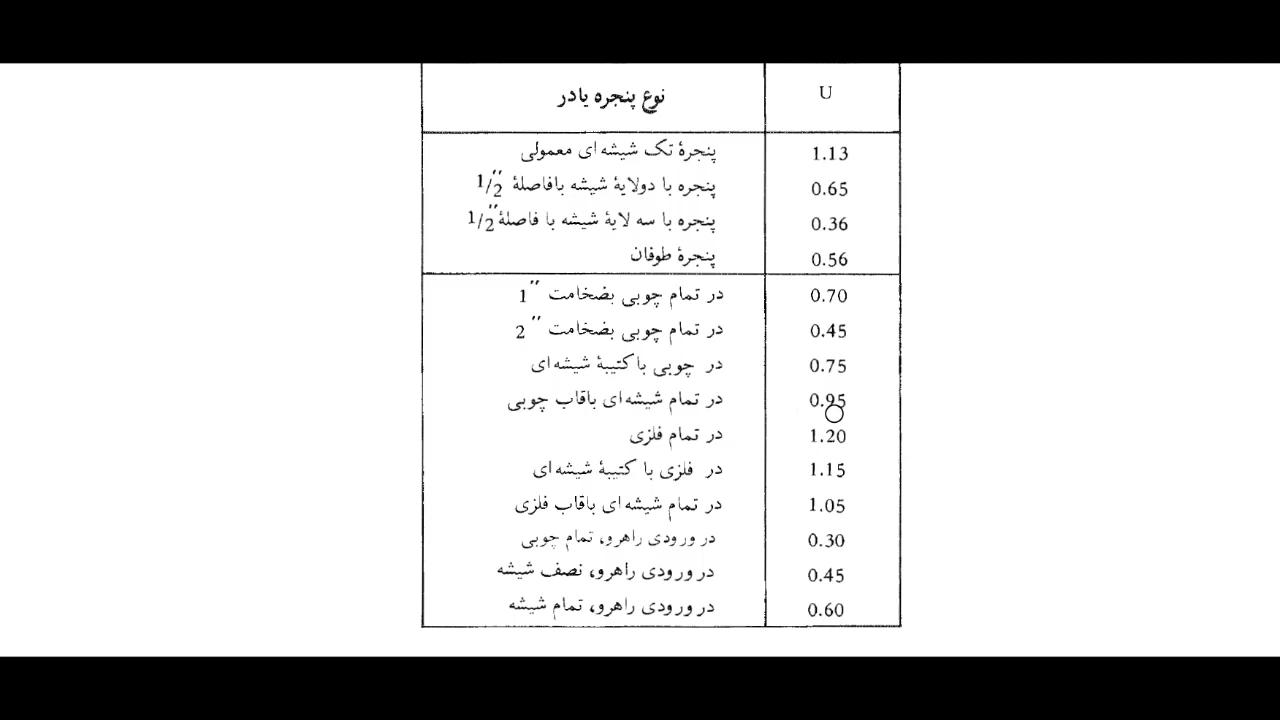 نوع پنجره یا در U
پنجرهٔ تک شیشه ای معمولی 1.13
پنجره با دولایهٔ شیشه بافاصلهٔ 1/2″ 0.65
پنجره با سه لایهٔ شیشه با فاصلهٔ 1/2″ 0.36
پنجرهٔ طوفان 0.56
در تمام چوبی بضخامت 1″ 0.70
در تمام چوبی بضخامت 2″ 0.45
در چوبی با کتیبهٔ شیشه ای 0.75
در تمام شیشه ای باقاب چوبی 0.95
در تمام فلزی 1.20
در فلزی با کتیبهٔ شیشه ای 1.15
در تمام شیشه ای باقاب فلزی 1.05
در ورودی راهرو، تمام چوبی 0.30
در ورودی راهرو، نصف شیشه 0.45
در ورودی راهرو، تمام شیشه 0.60